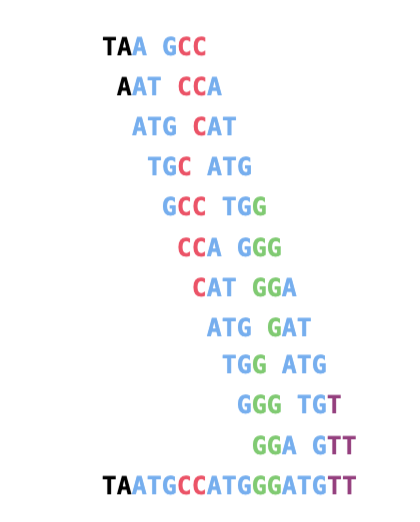 TAA GCC
AAT CCA
ATG CAT
TGC ATG
GCC TGG
CCA GGG
CAT GGA
ATG GAT
TGG ATG
GGG TGT
GGA GTT
TAATGCCATGGGATGTT